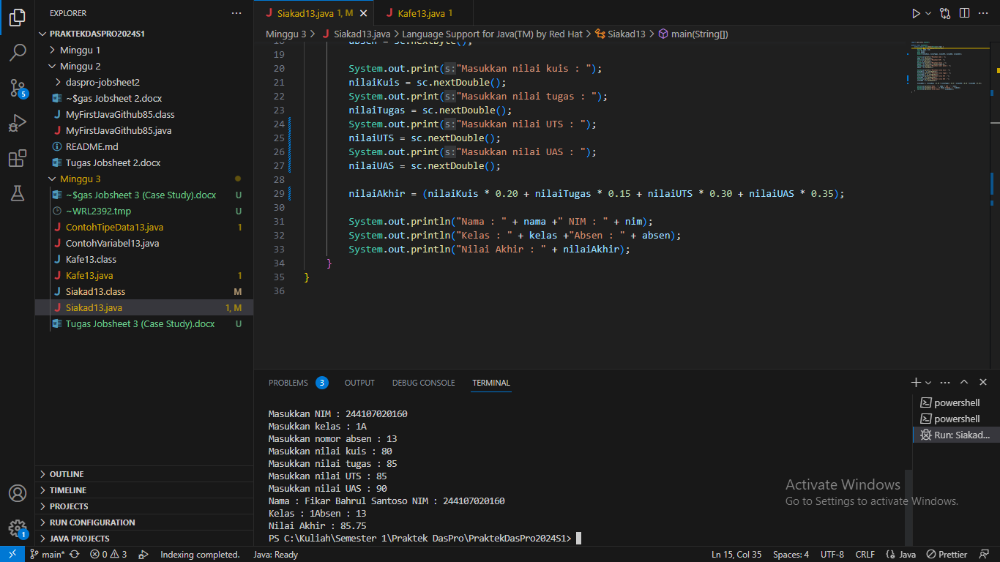 EXPLORER
PRAKTEKDASPRO2024S1
Minggu 1
Minggu 2
daspro-jobsheet2
~$gas Jobsheet 2.docx
MyFirstJavaGithub85.class
MyFirstJavaGithub85.java
README.md
Tugas Jobsheet 2.docx
Minggu 3
~$gas Jobsheet 3 (Case Study).docx U
~WRL2392.tmp U
ContohTipeData13.java 1
ContohVariabel13.java
Kafe13.class
Kafe13.java 1
Siakad13.class M
Siakad13.java 1, M
Tugas Jobsheet 3 (Case Study).docx U
OUTLINE
TIMELINE
PROJECTS
RUN CONFIGURATION
JAVA PROJECTS
5
1
Siakad13.java 1, M Kafe13.java 1
Minggu 3 > Siakad13.java > Language Support for Java(TM) by Red Hat > Siakad13 > main(String[])
18 absen = sc.nextByte();
19
20 System.out.print(s:"Masukkan nilai kuis : ");
21 nilaiKuis = sc.nextDouble();
22 System.out.print(s:"Masukkan nilai tugas : ");
23 nilaiTugas = sc.nextDouble();
24 System.out.print(s:"Masukkan nilai UTS : ");
25 nilaiUTS = sc.nextDouble();
26 System.out.print(s:"Masukkan nilai UAS : ");
27 nilaiUAS = sc.nextDouble();
28
29 nilaiAkhir = (nilaiKuis * 0.20 + nilaiTugas * 0.15 + nilaiUTS * 0.30 + nilaiUAS * 0.35);
30
31 System.out.println("Nama : " + nama +" NIM : " + nim);
32 System.out.println("Kelas : " + kelas +"Absen : " + absen);
33 System.out.println("Nilai Akhir : " + nilaiAkhir);
34 }
35 }
36
PROBLEMS 3 OUTPUT DEBUG CONSOLE TERMINAL
Masukkan NIM : 244107020160
Masukkan kelas : 1A
Masukkan nomor absen : 13
Masukkan nilai kuis : 80
Masukkan nilai tugas : 85
Masukkan nilai UTS : 85
Masukkan nilai UAS : 90
Nama : Fikar Bahrul Santoso NIM : 244107020160
Kelas : 1Absen : 13
Nilai Akhir : 85.75
PS C:\Kuliah\Semester 1\Praktek DasPro\PraktekDasPro2024S1>
powershell
powershell
Run: Siakad...
Activate Windows
Go to Settings to activate Windows.
main* 0 3 Indexing completed. Java: Ready Ln 15, Col 35 Spaces: 4 UTF-8 CRLF {} Java Prettier